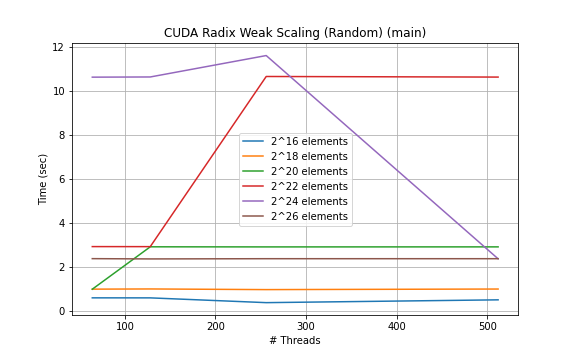 CUDA Radix Weak Scaling (Random) (main)
12
10
8
6
4
2
0
Time (sec)
2^16 elements
2^18 elements
2^20 elements
2^22 elements
2^24 elements
2^26 elements
100
200
300
400
500
# Threads